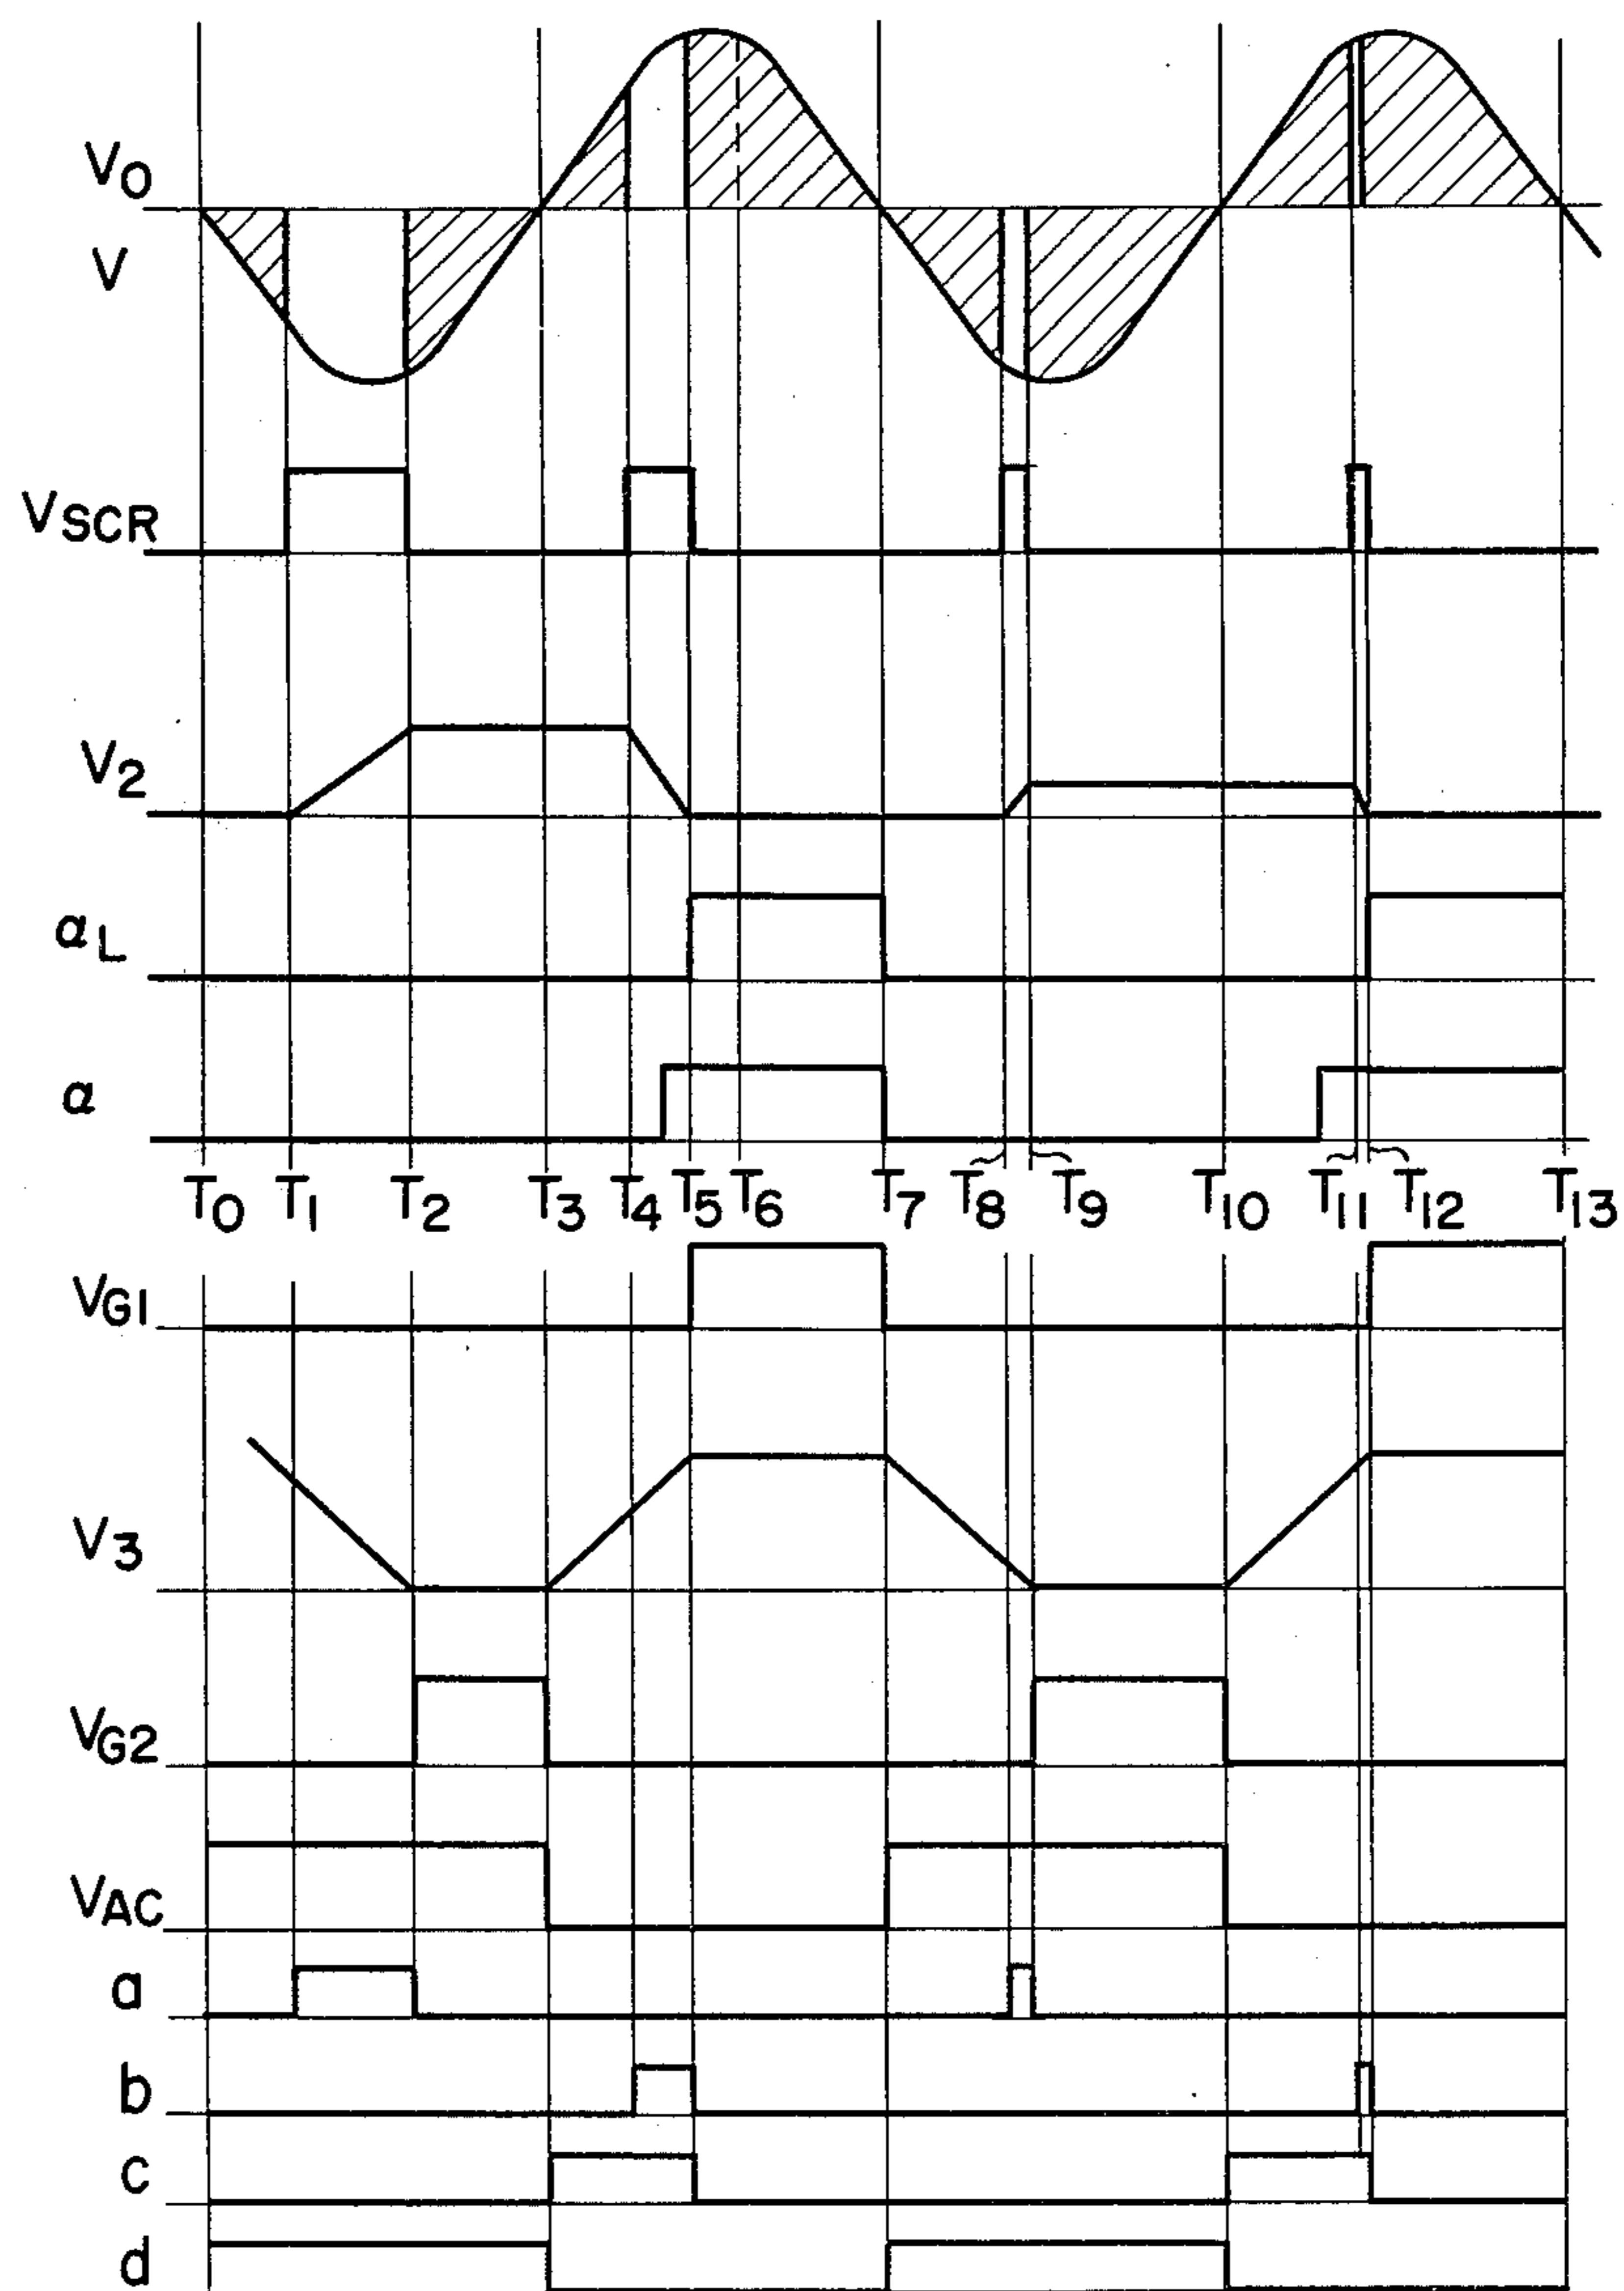 V0
V
VSCR
V2
αL
α
T0 T1 T2 T3 T4 T5 T6 T7 T8 T9 T10 T11 T12 T13
VG1
V3
VG2
VAC
a
b
c
d